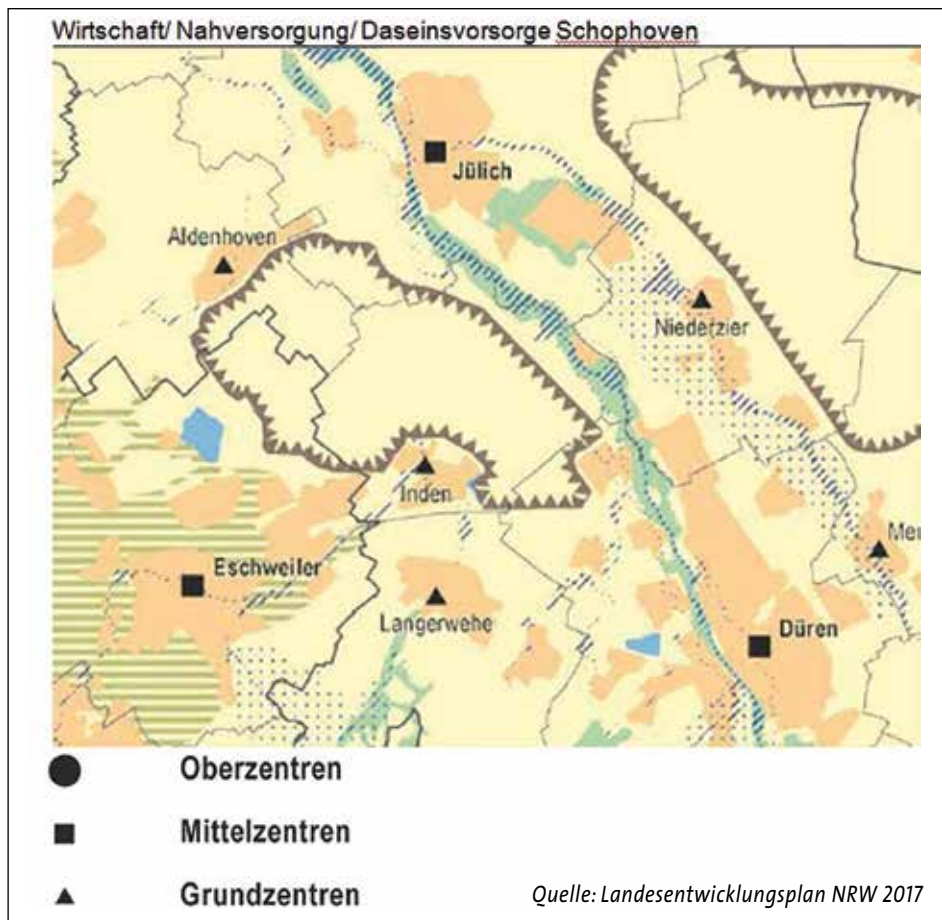 Wirtschaft/ Nahversorgung/ Daseinsvorsorge Schophoven
Jülich
Aldenhoven
Niederzier
Inden
Eschweiler
Langerwehe
Düren
Oberzentren
Mittelzentren
Grundzentren
Quelle: Landesentwicklungsplan NRW 2017